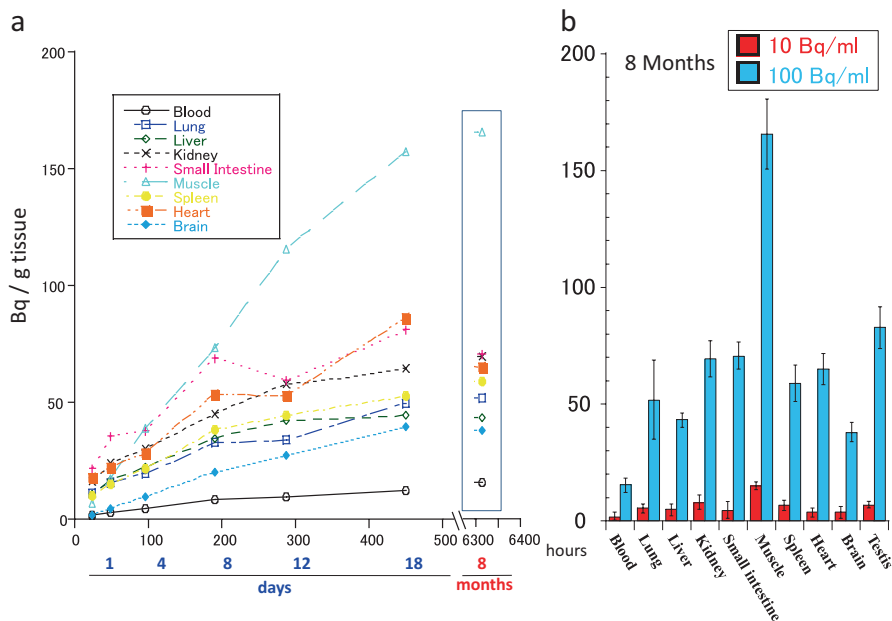 a
200
150
100
50
0
Bq / g tissue
Blood
Lung
Liver
Kidney
Small Intestine
Muscle
Spleen
Heart
Brain
0 100 200 300 400 500 6300 6400 hours
1 4 8 12 18 8
days months
b
10 Bq/ml
100 Bq/ml
8 Months
200
150
100
50
0
Blood
Lung
Liver
Kidney
Small intestine
Muscle
Spleen
Heart
Brain
Testis